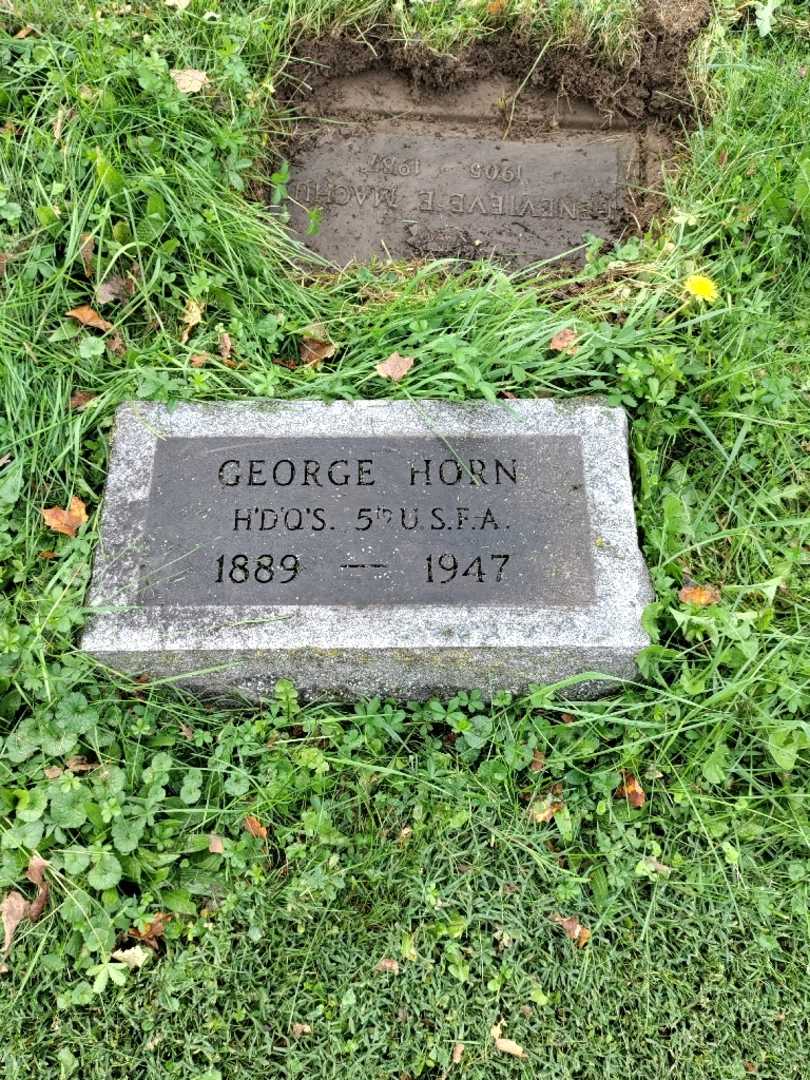 GEORGE HORN
H'D'Q'S. 5TH U.S.F.A.
1889 — 1947
GENEVIEVE E.
1905 - 1987